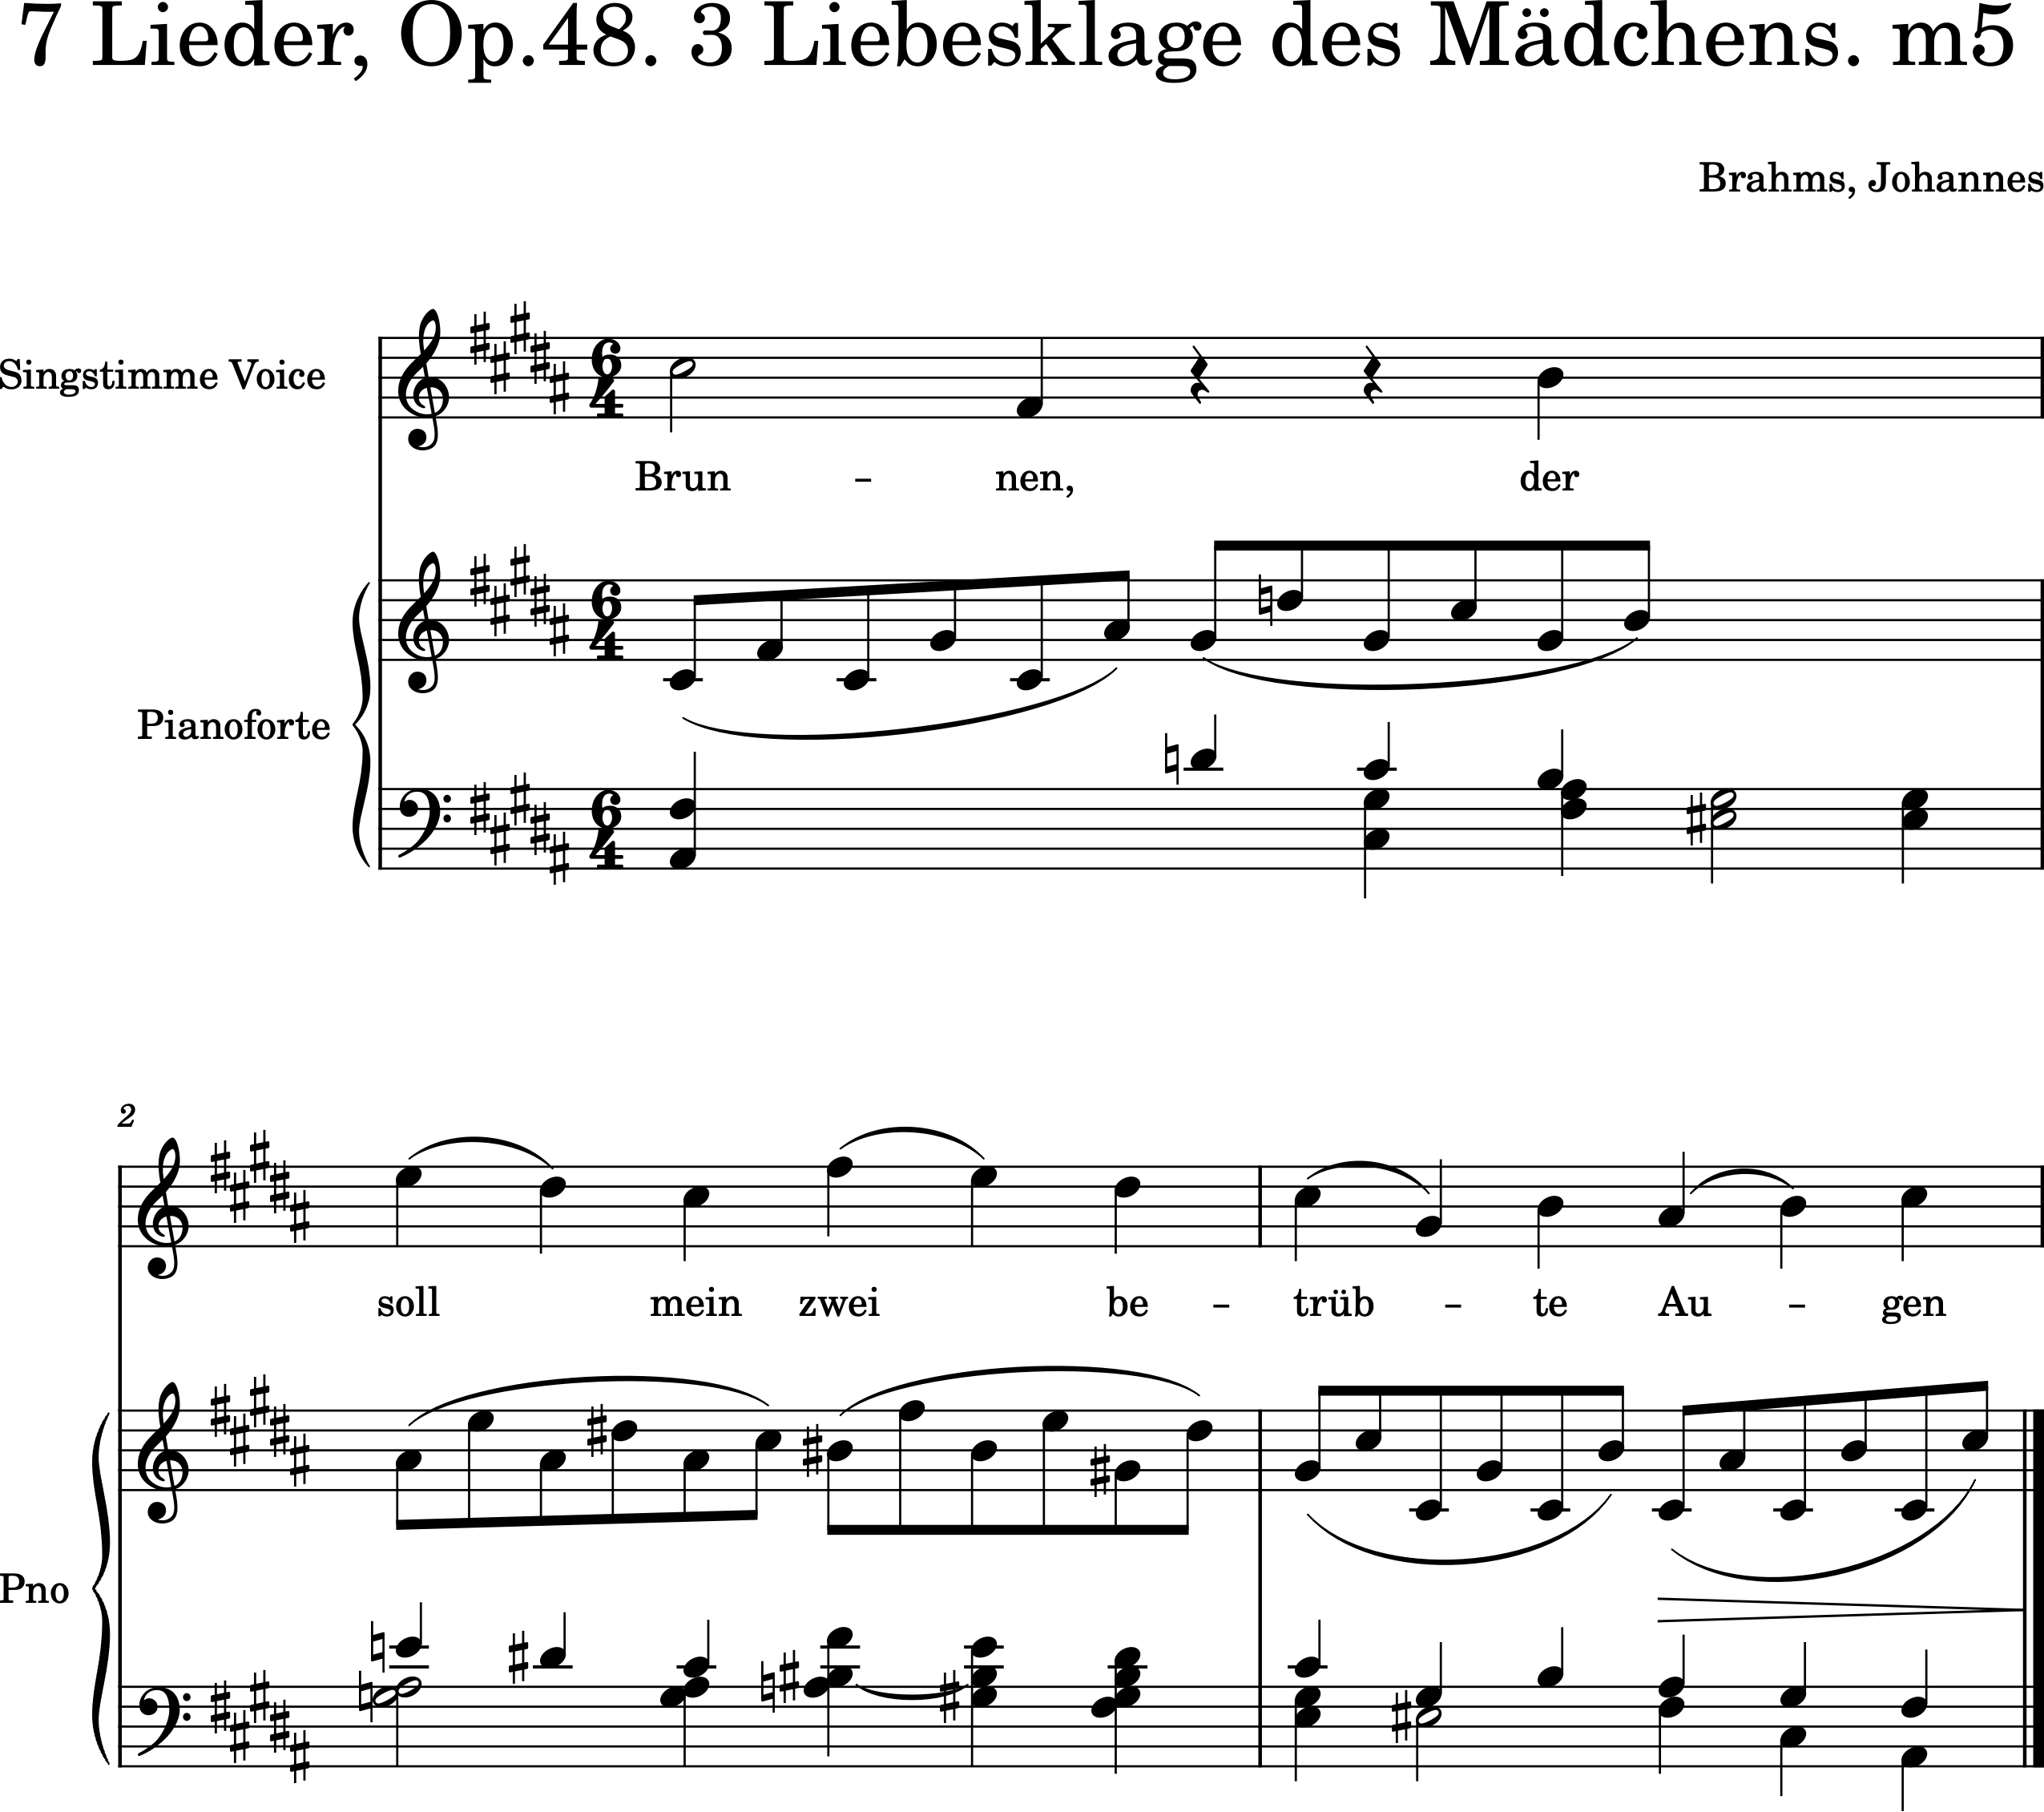 7 Lieder, Op.48. 3 Liebesklage des Mädchens. m5
Brahms, Johannes
Singstimme Voice
Brun - nen, der
Pianoforte
2
soll mein zwei be - trüb - te Au - gen
Pno